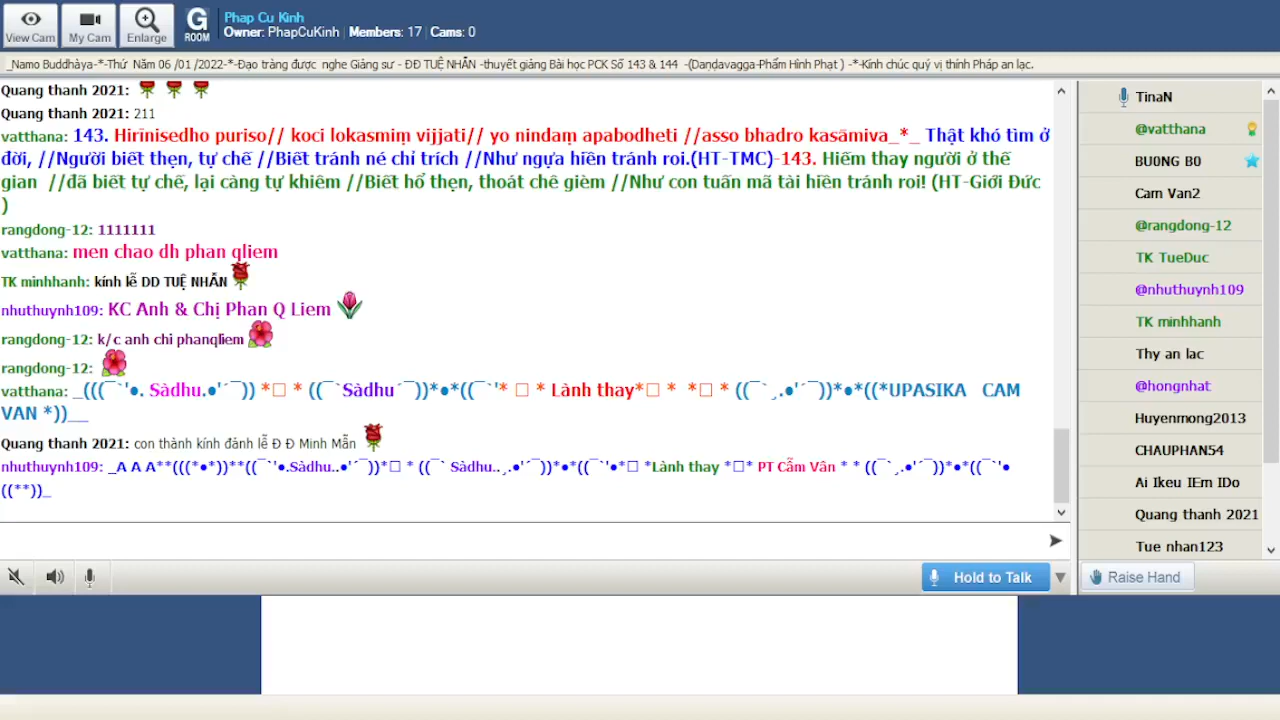 View Cam
My Cam
Enlarge
G
ROOM
Phap Cu Kinh
Owner: PhapCuKinh | Members: 17 | Cams: 0
_Namo Buddhàya-*-Thứ Năm 06 /01 /2022-*-Đạo tràng được nghe Giảng sư - ĐĐ TUỆ NHẪN -thuyết giảng Bài học PCK Số 143 & 144 -(Daṇḍavagga-Phẩm Hình Phạt ) -*-Kính chúc quý vị thính Pháp an lạc.
Quang thanh 2021:
Quang thanh 2021: 211
vatthana: 143. Hirīnisedho puriso// koci lokasmiṃ vijjati// yo nindaṃ apabodheti //asso bhadro kasāmiva_*_ Thật khó tìm ở
đời, //Người biết thẹn, tự chế //Biết tránh né chỉ trích //Như ngựa hiền tránh roi.(HT-TMC)-143. Hiếm thay người ở thế
gian //đã biết tự chế, lại càng tự khiêm //Biết hổ thẹn, thoát chê gièm //Như con tuấn mã tài hiền tránh roi! (HT-Giới Đức
)
rangdong-12: 1111111
vatthana: men chao dh phan qliem
TK minhhanh: kính lễ DD TUỆ NHẪN
nhuthuynh109: KC Anh & Chị Phan Q Liem
rangdong-12: k/c anh chi phanqliem
rangdong-12:
vatthana: _(((¯`'●. Sàdhu.●'´¯)) *□ * ((¯`Sàdhu´¯))*●*((¯`'* □ * Lành thay*□ * *□ * ((¯`¸.●'´¯))*●*((*UPASIKA CAM
VAN *))__
Quang thanh 2021: con thành kính đảnh lễ Đ Đ Minh Mẫn
nhuthuynh109: _A A A**(((*●*))**((¯`'●.Sàdhu..●'´¯))*□ * ((¯` Sàdhu..¸.●'´¯))*●*((¯`'●*□ *Lành thay *□* PT Cẩm Vân * * ((¯`¸.●'´¯))*●*((¯`'●
((**))_
Hold to Talk
TinaN
@vatthana
BU0NG B0
Cam Van2
@rangdong-12
TK TueDuc
@nhuthuynh109
TK minhhanh
Thy an lac
@hongnhat
Huyenmong2013
CHAUPHAN54
Ai Ikeu IEm IDo
Quang thanh 2021
Tue nhan123
Raise Hand